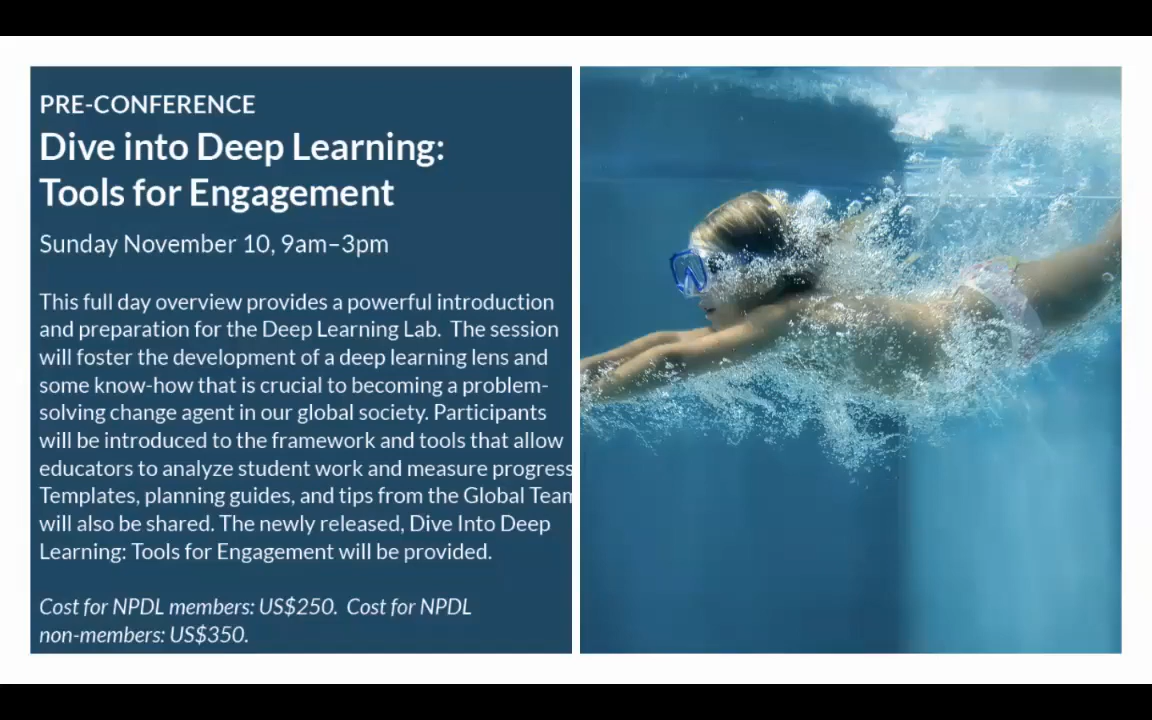 PRE-CONFERENCE
Dive into Deep Learning:
Tools for Engagement
Sunday November 10, 9am–3pm
This full day overview provides a powerful introduction
and preparation for the Deep Learning Lab.  The session
will foster the development of a deep learning lens and
some know-how that is crucial to becoming a problem-
solving change agent in our global society. Participants
will be introduced to the framework and tools that allow
educators to analyze student work and measure progress
Templates, planning guides, and tips from the Global Team
will also be shared. The newly released, Dive Into Deep
Learning: Tools for Engagement will be provided.
Cost for NPDL members: US$250.  Cost for NPDL
non-members: US$350.